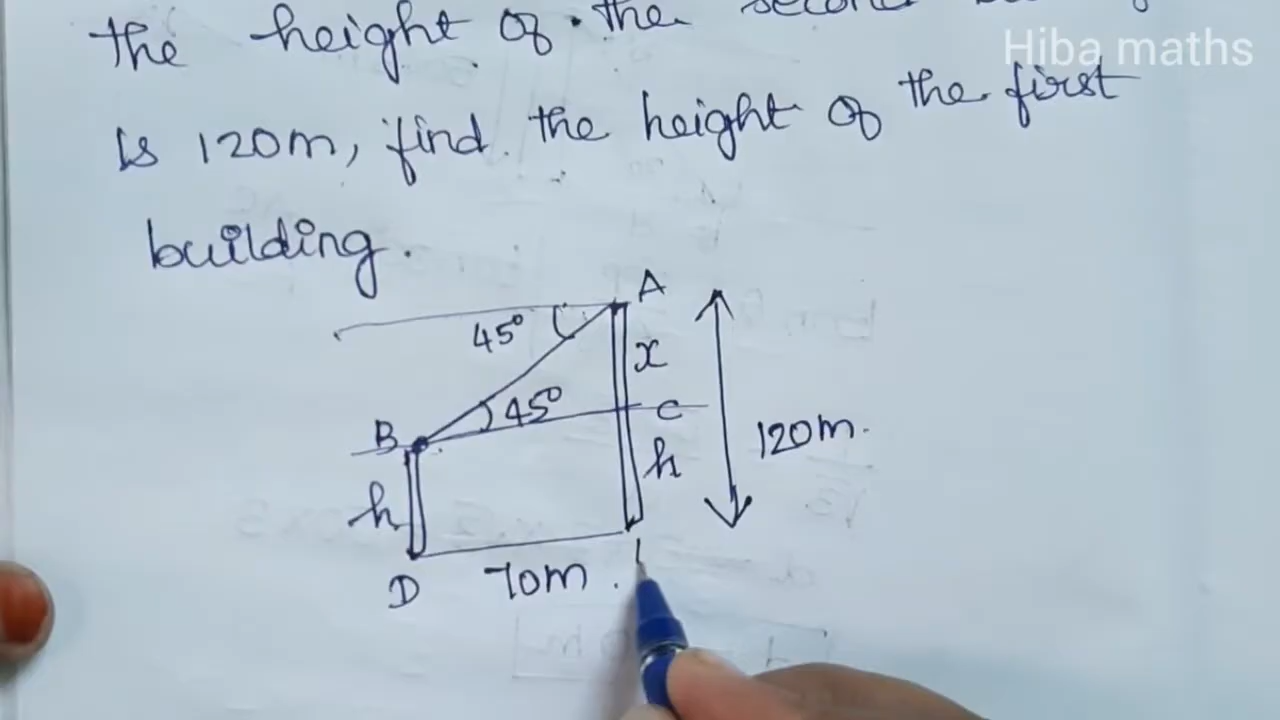 the height of the second
Hiba maths
is 120m, find the height of the first
building.
A
45°
x
B
45°
C
120m.
h
h
D
70m.